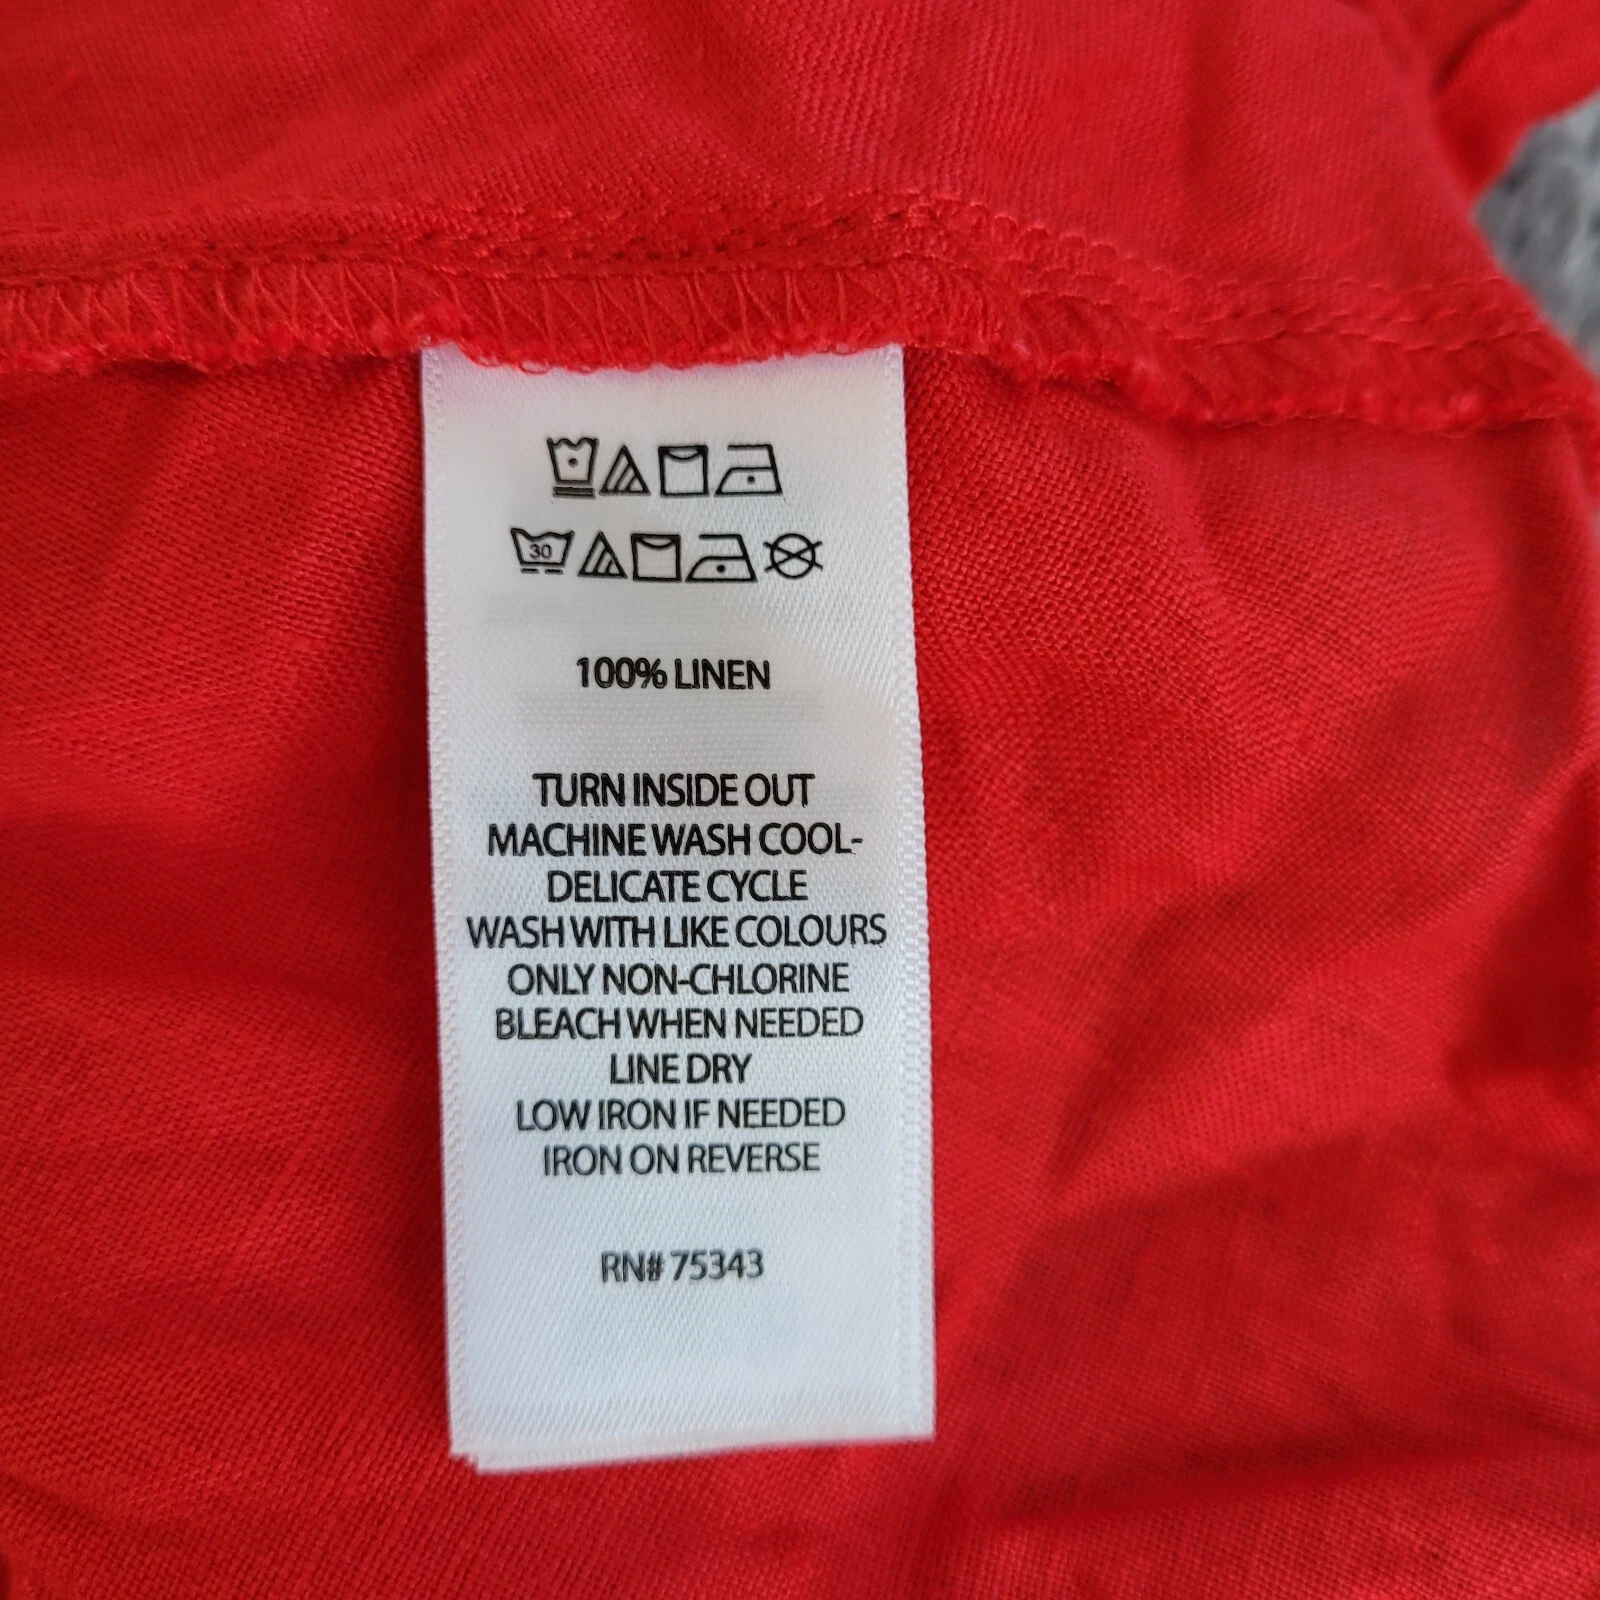 30
100% LINEN
TURN INSIDE OUT
MACHINE WASH COOL-
DELICATE CYCLE
WASH WITH LIKE COLOURS
ONLY NON-CHLORINE
BLEACH WHEN NEEDED
LINE DRY
LOW IRON IF NEEDED
IRON ON REVERSE
RN# 75343